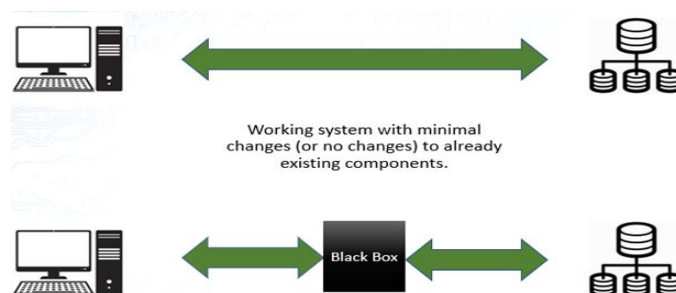 Working system with minimal
changes (or no changes) to already
existing components.
Black Box